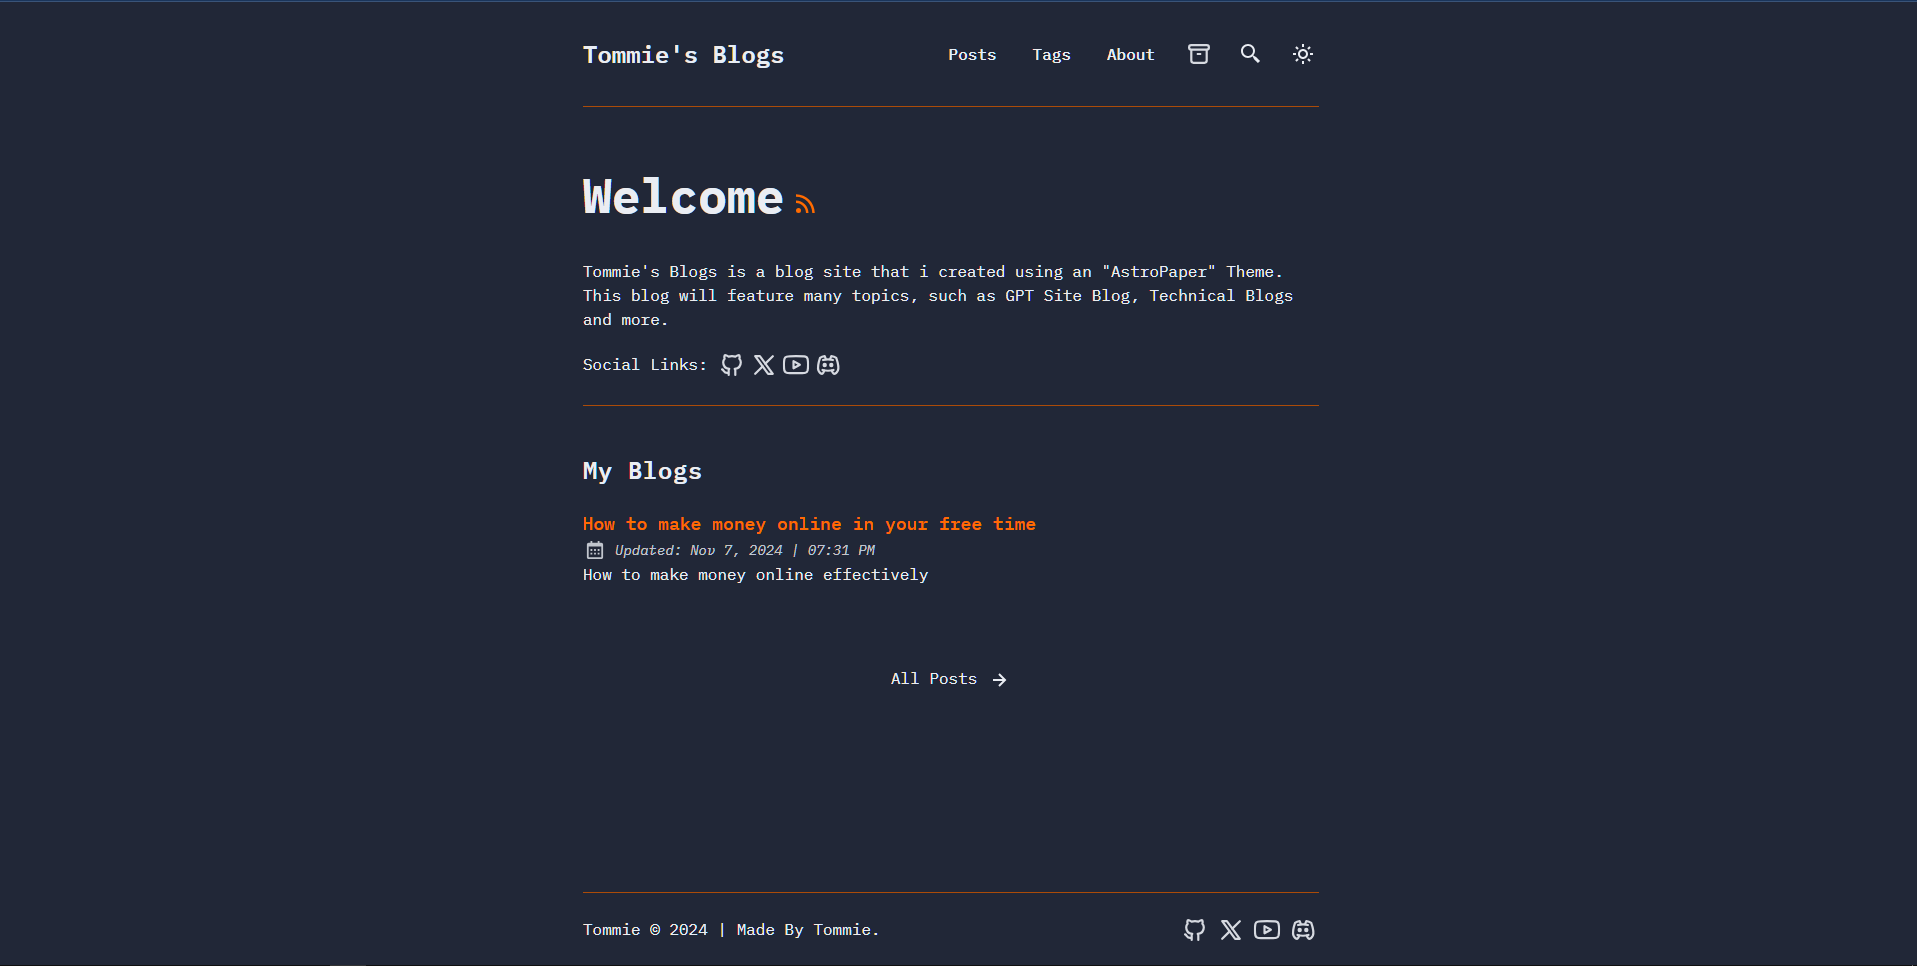 Tommie's Blogs
Posts Tags About
Welcome
Tommie's Blogs is a blog site that i created using an "AstroPaper" Theme.
This blog will feature many topics, such as GPT Site Blog, Technical Blogs
and more.
Social Links:
My Blogs
How to make money online in your free time
Updated: Nov 7, 2024 | 07:31 PM
How to make money online effectively
All Posts
Tommie © 2024 | Made By Tommie.